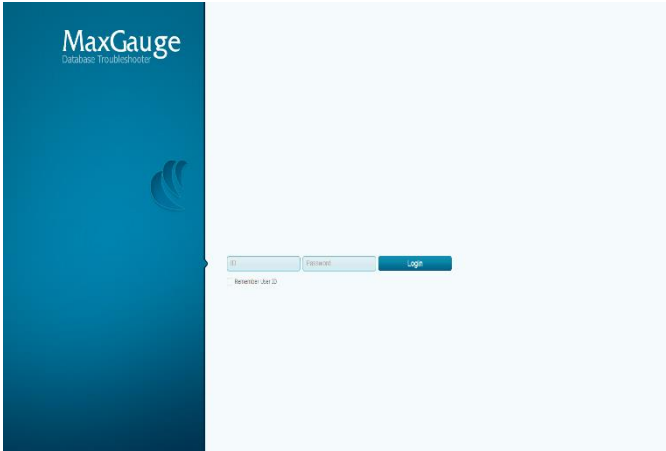 MaxGauge
Database Troubleshooter
ID
Password
Login
Remember User ID